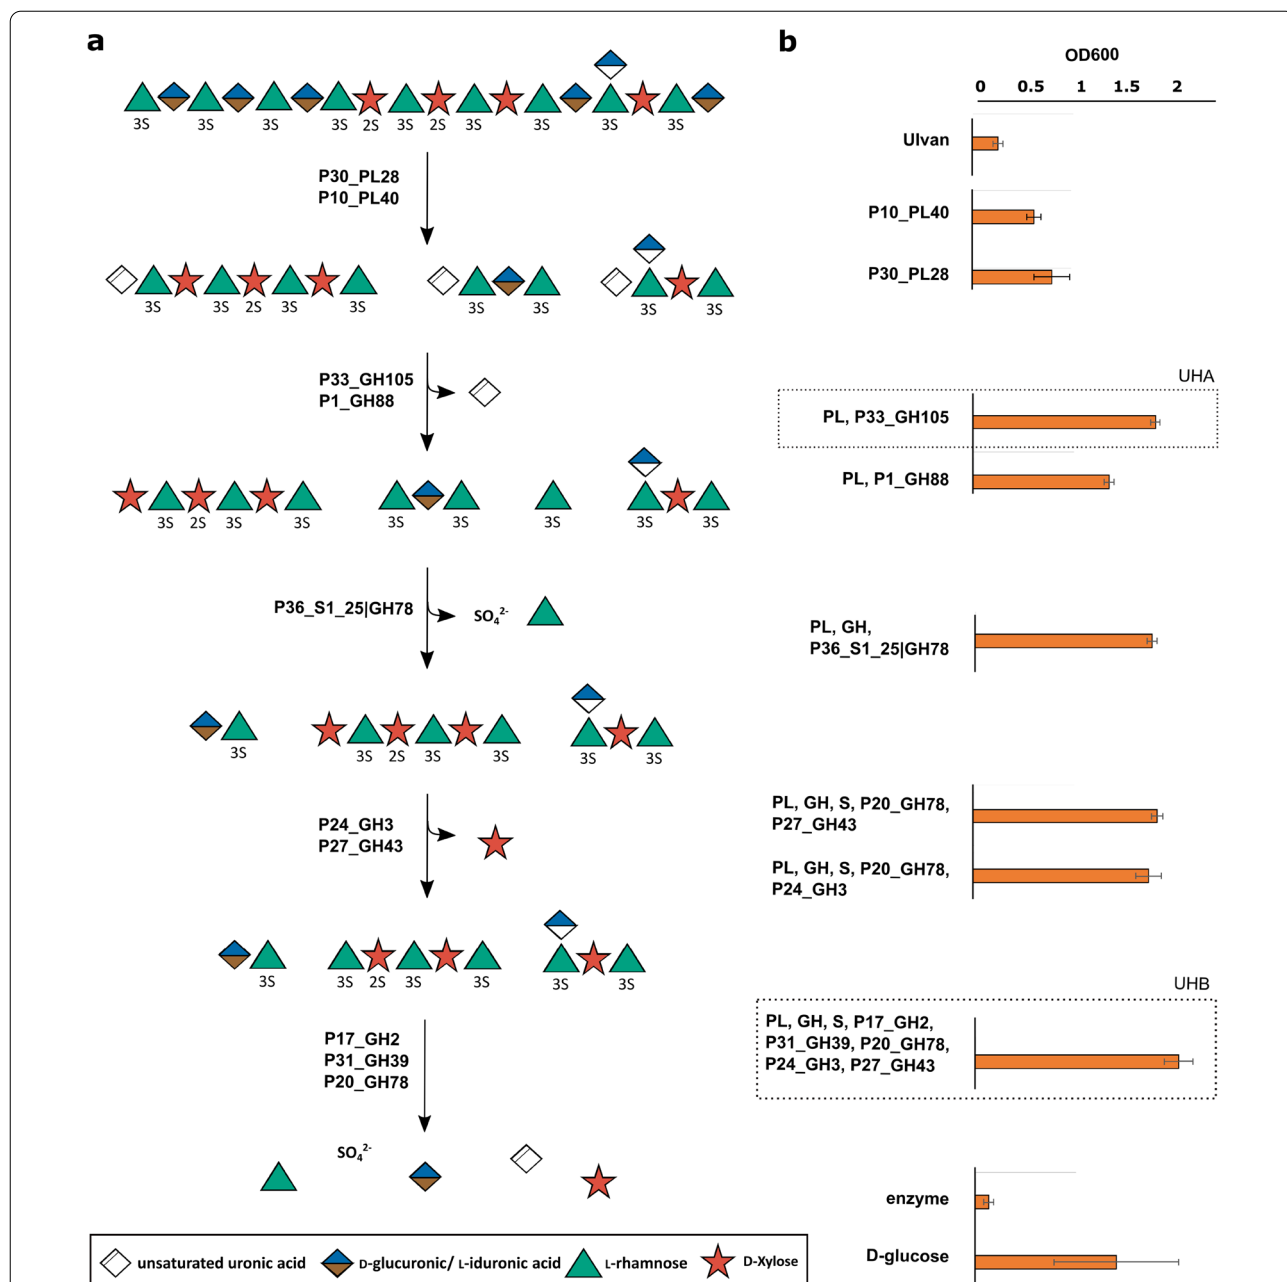 a
3S 3S 3S 3S 2S 3S 2S 3S 3S 3S 3S
P30_PL28
P10_PL40
3S 3S 2S 3S 3S 3S 3S 3S 3S
P33_GH105
P1_GH88
3S 2S 3S 3S 3S 3S 3S 3S 3S
P36_S1_25|GH78
SO₄²⁻
3S 3S 2S 3S 3S 3S 3S
P24_GH3
P27_GH43
3S 3S 2S 3S 3S 3S 3S
P17_GH2
P31_GH39
P20_GH78
SO₄²⁻
unsaturated uronic acid D-glucuronic/ L-iduronic acid L-rhamnose D-Xylose
b
OD600
0 0.5 1 1.5 2
Ulvan
P10_PL40
P30_PL28
UHA
PL, P33_GH105
PL, P1_GH88
PL, GH,
P36_S1_25|GH78
PL, GH, S, P20_GH78,
P27_GH43
PL, GH, S, P20_GH78,
P24_GH3
UHB
PL, GH, S, P17_GH2,
P31_GH39, P20_GH78,
P24_GH3, P27_GH43
enzyme
D-glucose